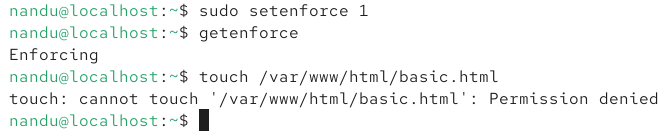 nandu@localhost:~$ sudo setenforce 1
nandu@localhost:~$ getenforce
Enforcing
nandu@localhost:~$ touch /var/www/html/basic.html
touch: cannot touch '/var/www/html/basic.html': Permission denied
nandu@localhost:~$